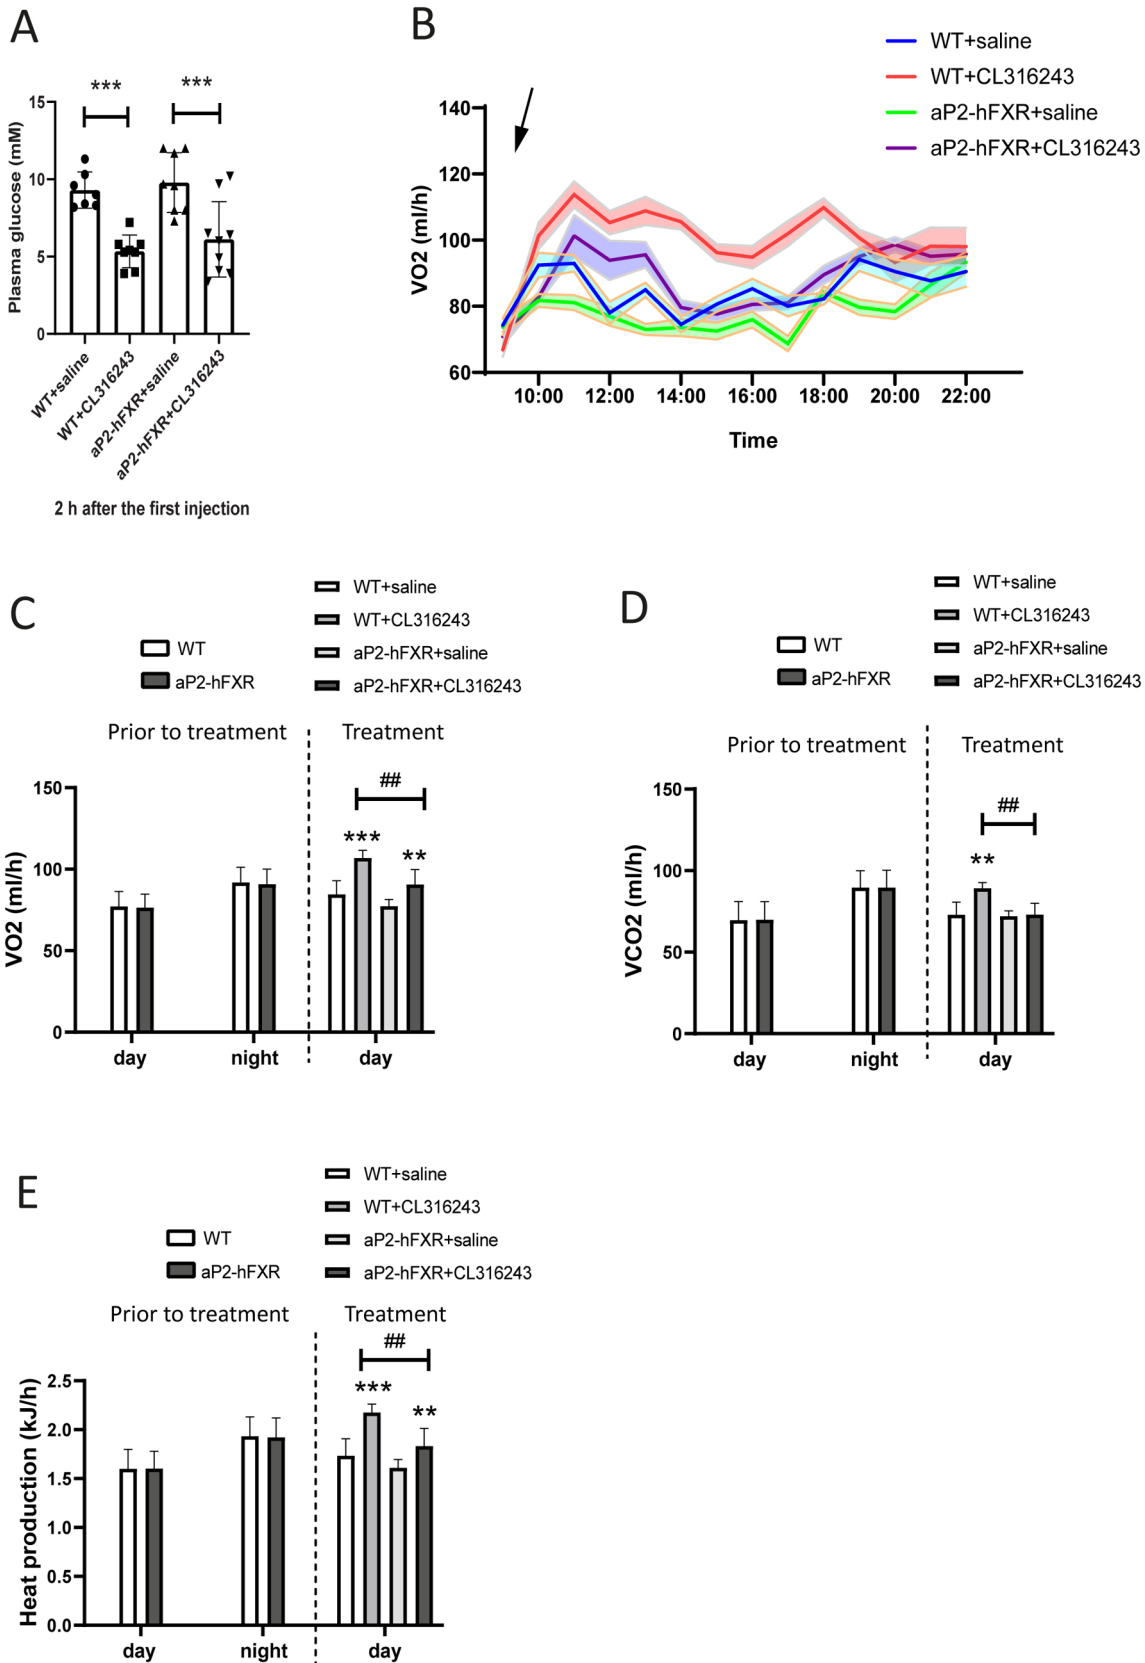 A
***
***
15
10
5
0
Plasma glucose (mM)
WT+saline
WT+CL316243
aP2-hFXR+saline
aP2-hFXR+CL316243
2 h after the first injection
B
WT+saline
WT+CL316243
aP2-hFXR+saline
aP2-hFXR+CL316243
140
120
100
80
60
VO2 (ml/h)
10:00 12:00 14:00 16:00 18:00 20:00 22:00
Time
C
WT
aP2-hFXR
WT+saline
WT+CL316243
aP2-hFXR+saline
aP2-hFXR+CL316243
Prior to treatment
Treatment
##
***
**
150
100
50
0
VO2 (ml/h)
day night day
D
WT
aP2-hFXR
WT+saline
WT+CL316243
aP2-hFXR+saline
aP2-hFXR+CL316243
Prior to treatment
Treatment
##
**
150
100
50
0
VCO2 (ml/h)
day night day
E
WT
aP2-hFXR
WT+saline
WT+CL316243
aP2-hFXR+saline
aP2-hFXR+CL316243
Prior to treatment
Treatment
##
***
**
2.5
2.0
1.5
1.0
0.5
0.0
Heat production (kJ/h)
day night day